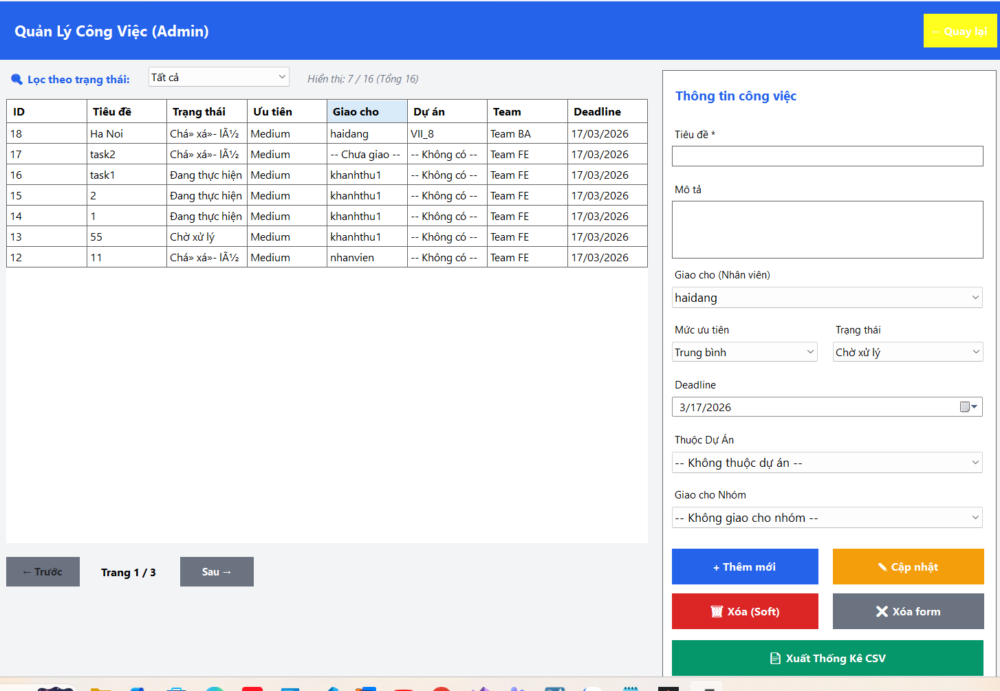 Quản Lý Công Việc (Admin)
← Quay lại
Lọc theo trạng thái: Tất cả Hiển thị: 7 / 16 (Tổng 16)
ID Tiêu đề Trạng thái Ưu tiên Giao cho Dự án Team Deadline
18 Ha Noi Chá» xá»- lÃ½ Medium haidang VII_8 Team BA 17/03/2026
17 task2 Chá» xá»- lÃ½ Medium -- Chưa giao -- -- Không có -- Team FE 17/03/2026
16 task1 Đang thực hiện Medium khanhthu1 -- Không có -- Team FE 17/03/2026
15 2 Đang thực hiện Medium khanhthu1 -- Không có -- Team FE 17/03/2026
14 1 Đang thực hiện Medium khanhthu1 -- Không có -- Team FE 17/03/2026
13 55 Chờ xử lý Medium khanhthu1 -- Không có -- Team FE 17/03/2026
12 11 Chá» xá»- lÃ½ Medium nhanvien -- Không có -- Team FE 17/03/2026
← Trước Trang 1 / 3 Sau →
Thông tin công việc
Tiêu đề *
Mô tả
Giao cho (Nhân viên)
haidang
Mức ưu tiên Trạng thái
Trung bình Chờ xử lý
Deadline
3/17/2026
Thuộc Dự Án
-- Không thuộc dự án --
Giao cho Nhóm
-- Không giao cho nhóm --
+ Thêm mới Cập nhật
Xóa (Soft) Xóa form
Xuất Thống Kê CSV